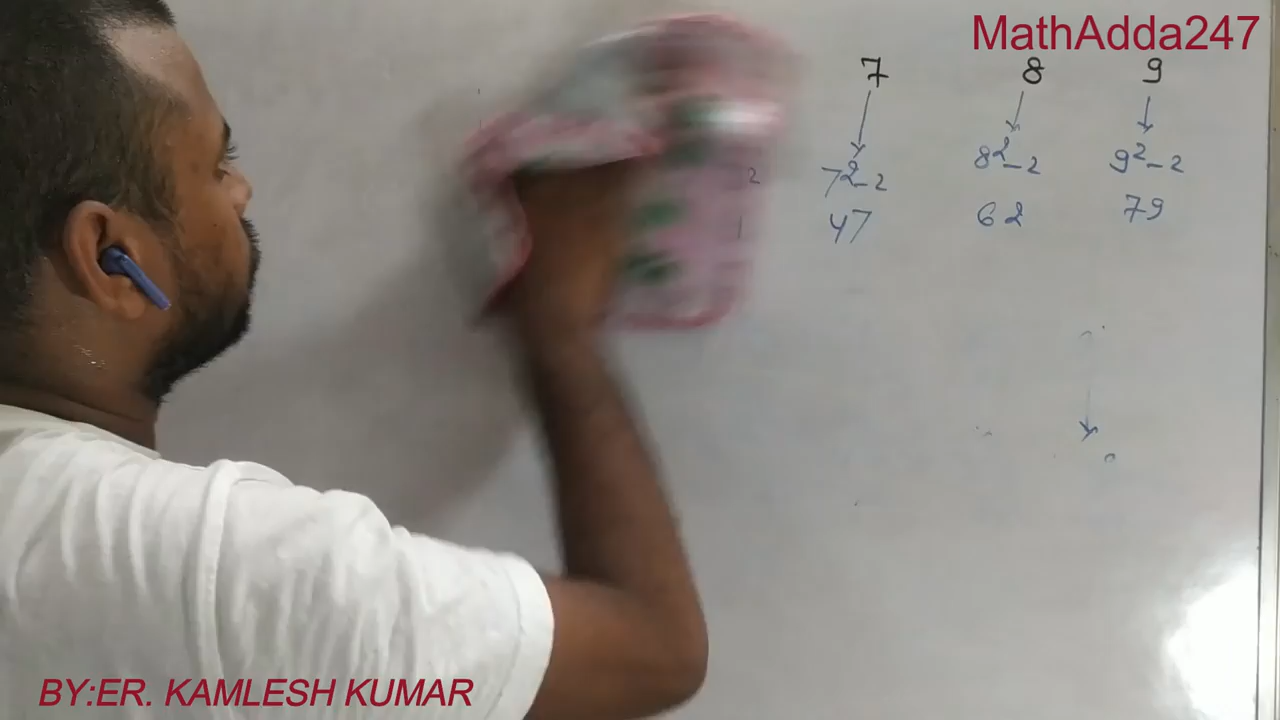 MathAdda247
7 8 9
7²-2 8²-2 9²-2
47 62 79
BY:ER. KAMLESH KUMAR